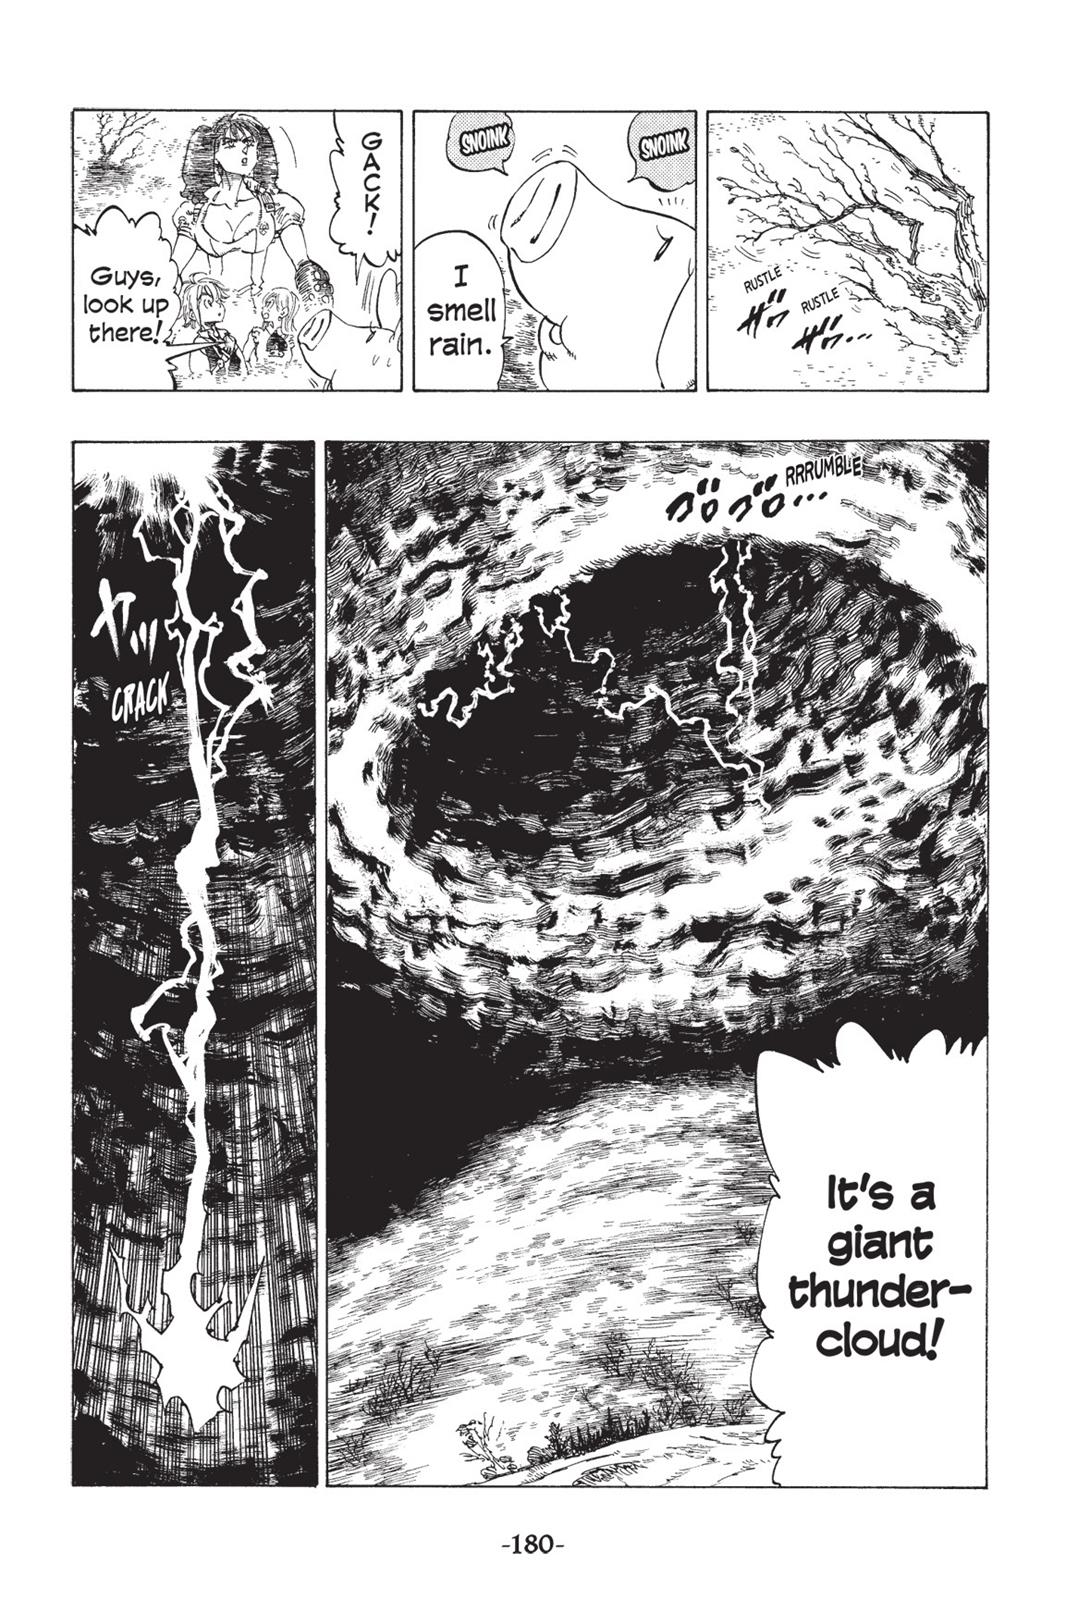 RUSTLE
ザワ
RUSTLE
ザワ…
SNOINK
SNOINK
I
smell
rain.
GACK!
Guys,
look up
there!
RRRUMBLE
ゴロゴロ…
It's a
giant
thunder-
cloud!
ヤッ
CRACK
-180-